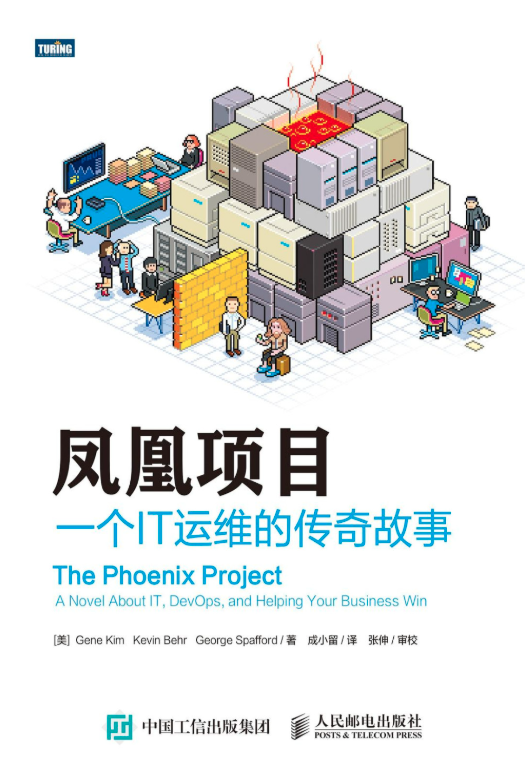 TURING
凤凰项目
一个IT运维的传奇故事
The Phoenix Project
A Novel About IT, DevOps, and Helping Your Business Win
[美] Gene Kim Kevin Behr George Spafford / 著 成小留 / 译 张伸 / 审校
中国工信出版集团 人民邮电出版社
POSTS & TELECOM PRESS